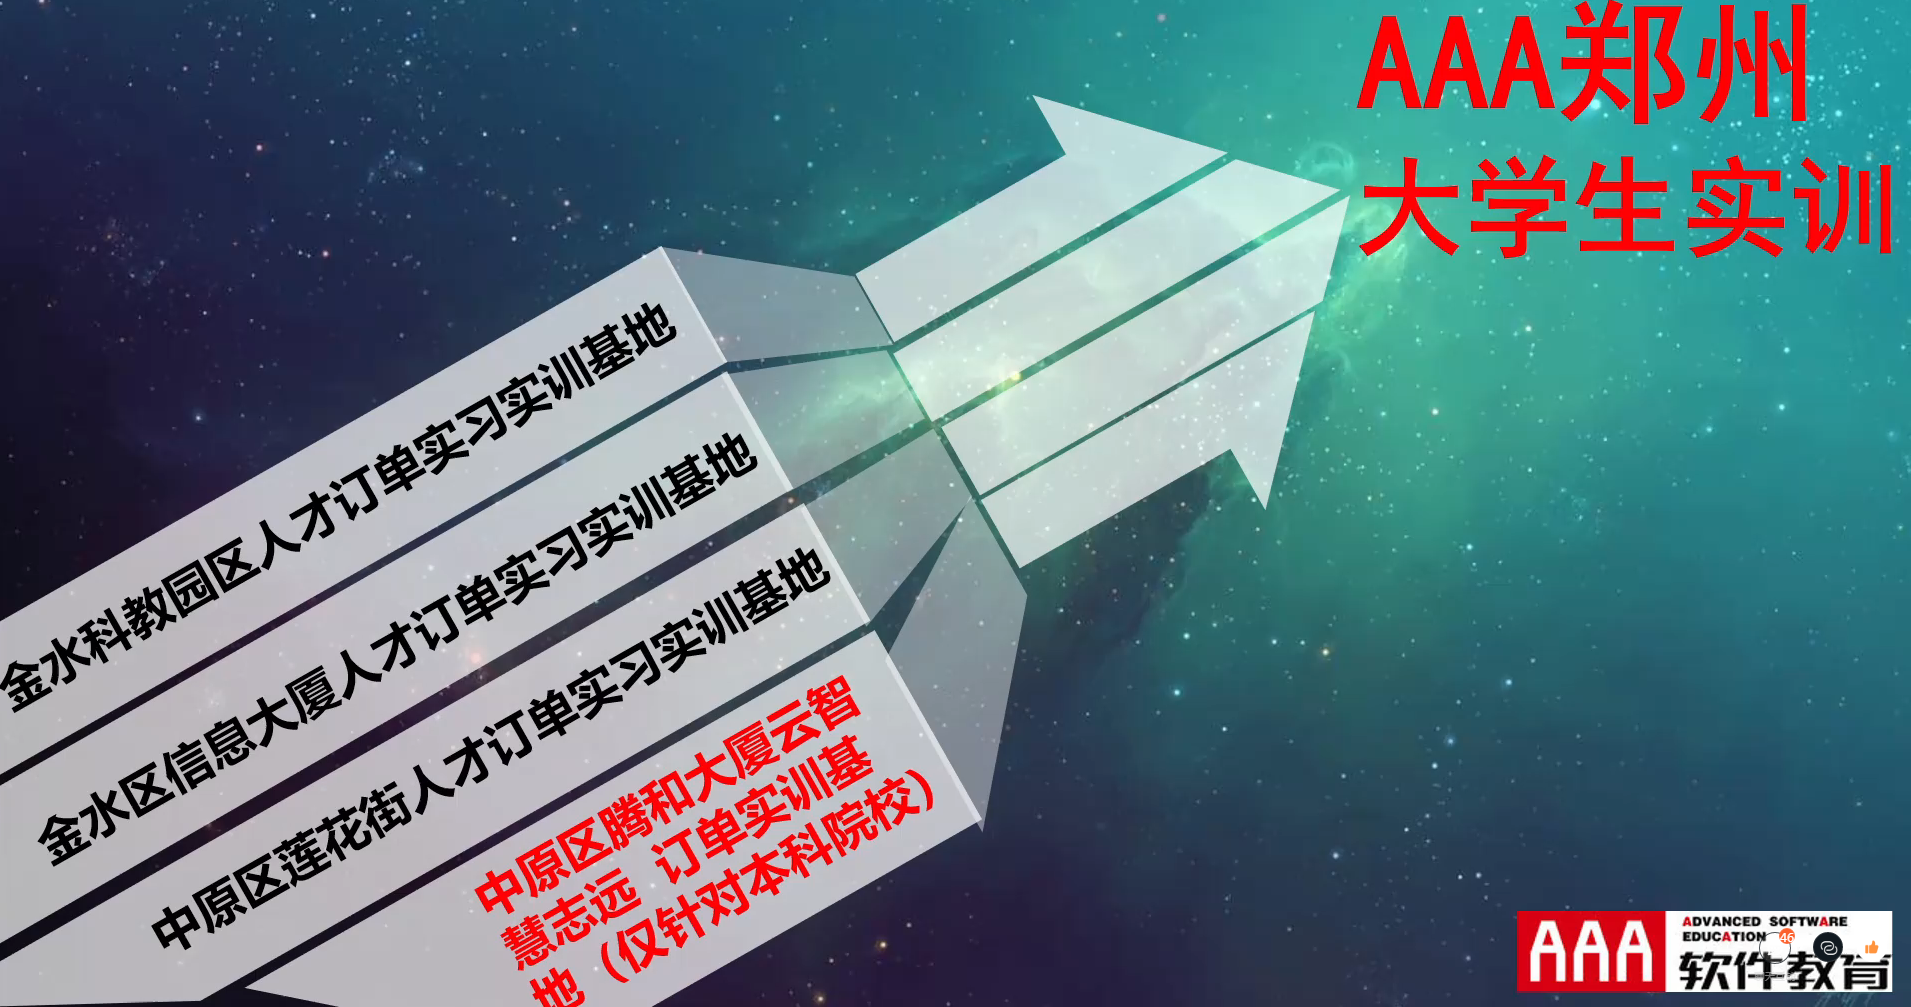 AAA郑州
大学生实训
金水科教园区人才订单实习实训基地
金水区信息大厦人才订单实习实训基地
中原区莲花街人才订单实习实训基地
中原区腾和大厦云智
慧志远 订单实训基
地（仅针对本科院校）
AAA
ADVANCED SOFTWARE
EDUCATION
46
软件教育